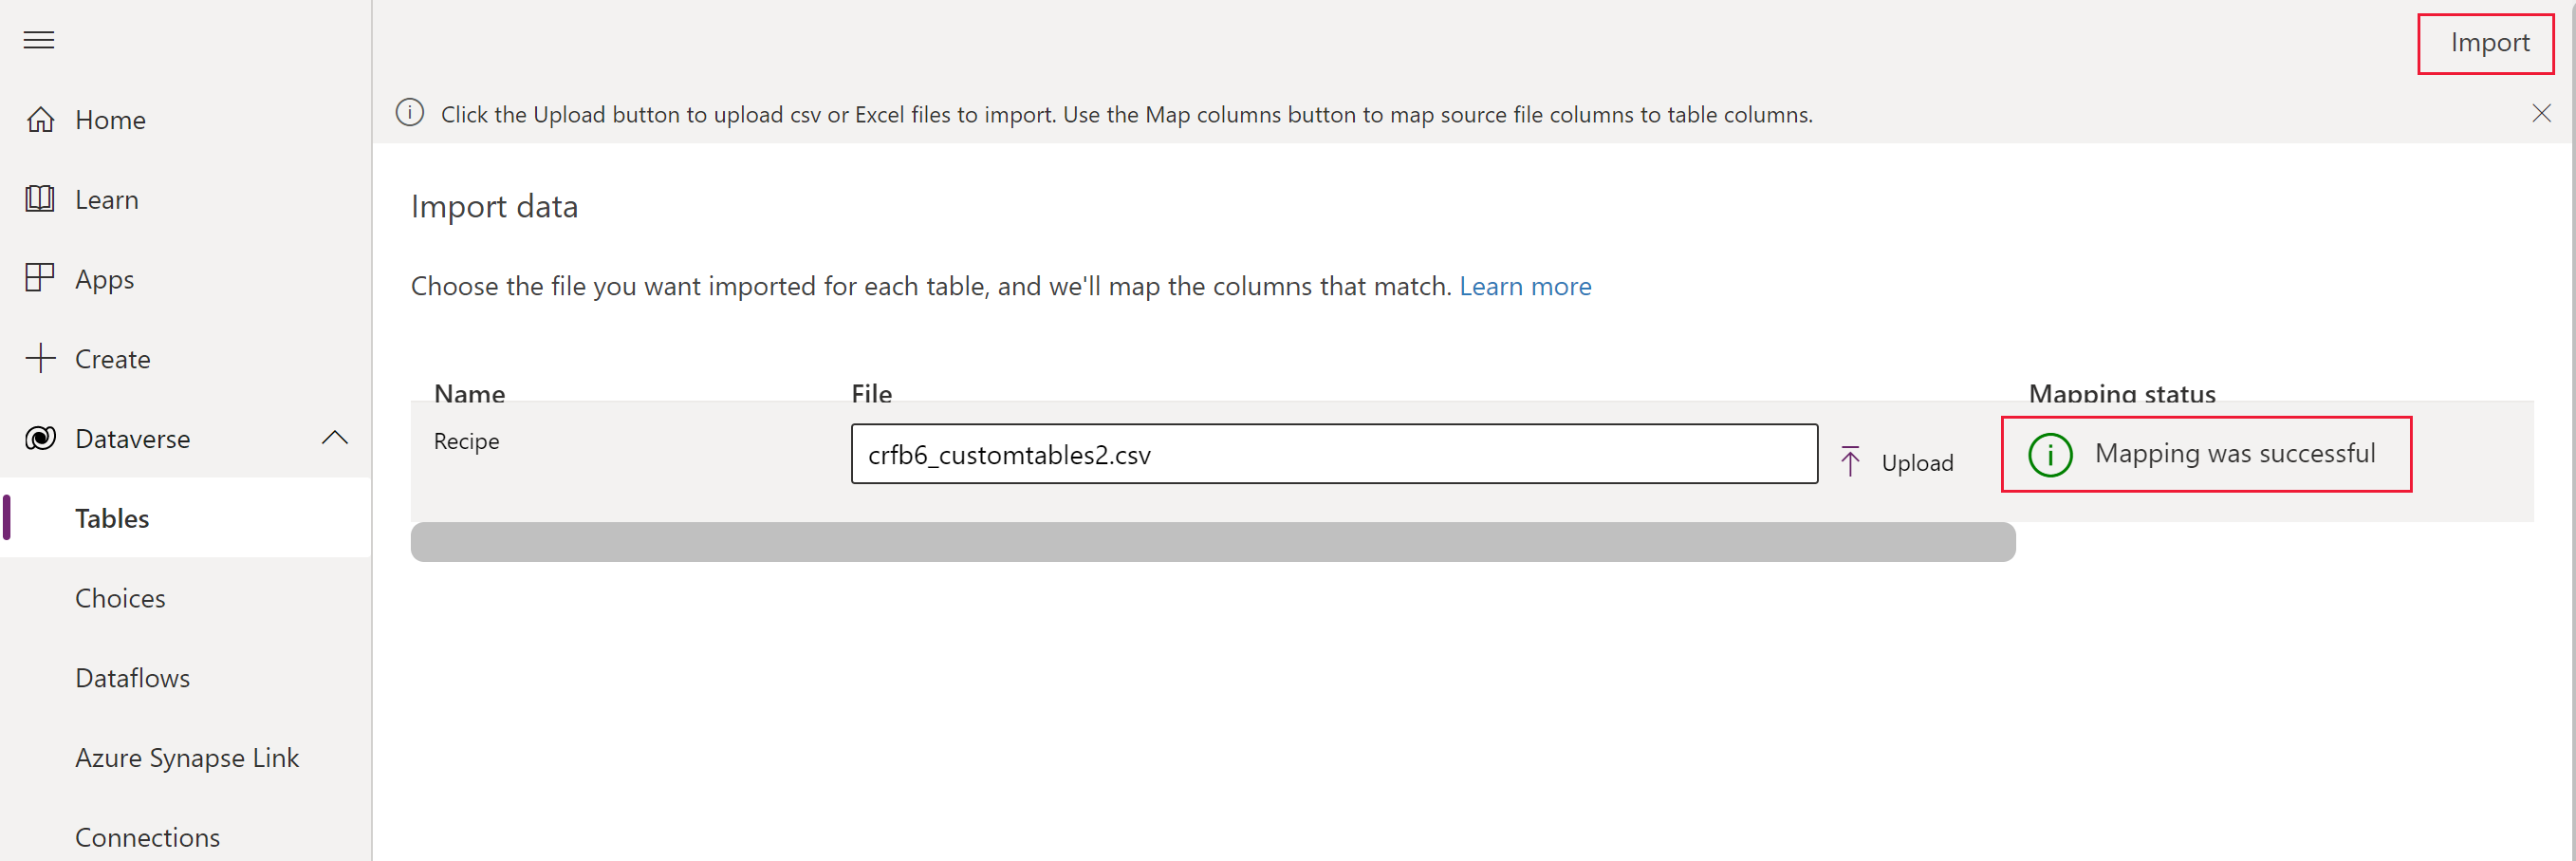 Import
Click the Upload button to upload csv or Excel files to import. Use the Map columns button to map source file columns to table columns.
Home
Learn
Apps
Create
Dataverse
Tables
Choices
Dataflows
Azure Synapse Link
Connections
Import data
Choose the file you want imported for each table, and we'll map the columns that match. Learn more
Name File Mapping status
Recipe crfb6_customtables2.csv Upload Mapping was successful